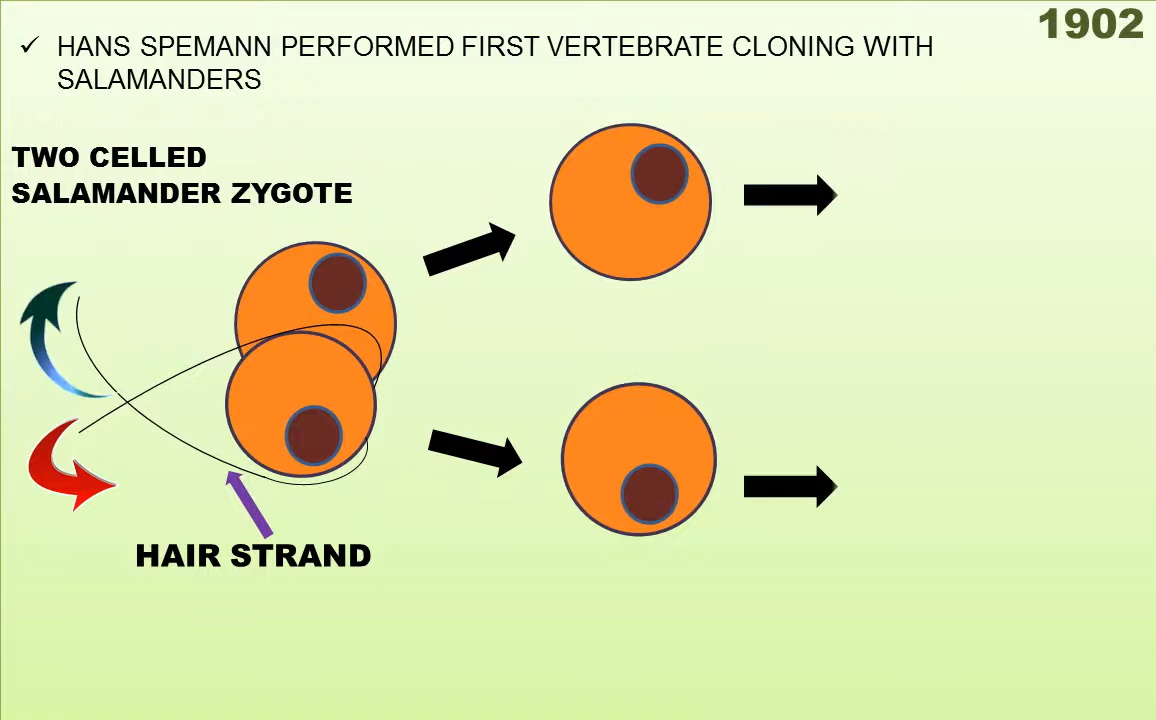 1902
✓ HANS SPEMANN PERFORMED FIRST VERTEBRATE CLONING WITH
SALAMANDERS
TWO CELLED
SALAMANDER ZYGOTE
HAIR STRAND